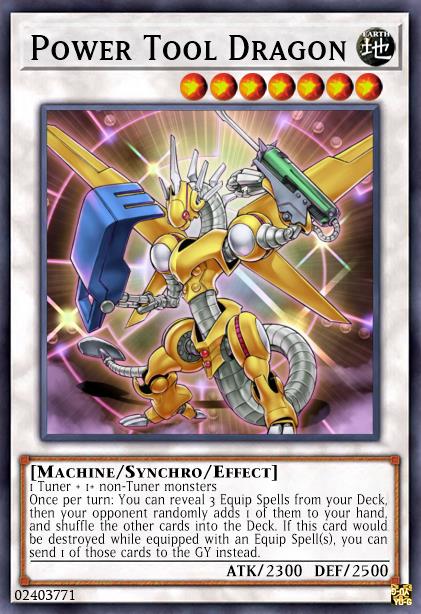 Power Tool Dragon
EARTH
地
[Machine/Synchro/Effect]
1 Tuner + 1+ non-Tuner monsters
Once per turn: You can reveal 3 Equip Spells from your Deck,
then your opponent randomly adds 1 of them to your hand,
and shuffle the other cards into the Deck. If this card would
be destroyed while equipped with an Equip Spell(s), you can
send 1 of those cards to the GY instead.
ATK/2300 DEF/2500
02403771